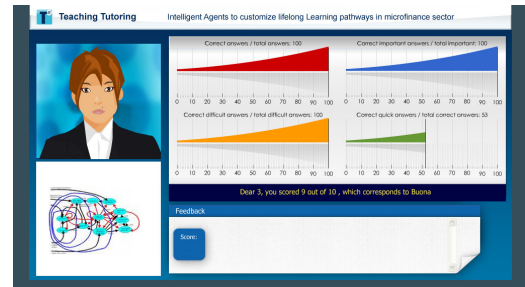 Teaching Tutoring
Intelligent Agents to customize lifelong Learning pathways in microfinance sector
Correct answers / total answers: 100
0 10 20 30 40 50 60 70 80 90 100
Correct important answers / total important: 100
0 10 20 30 40 50 60 70 80 90 100
Correct difficult answers / total difficult answers: 100
0 10 20 30 40 50 60 70 80 90 100
Correct quick answers / total correct answers: 53
0 10 20 30 40 50 60 70 80 90 100
Dear 3, you scored 9 out of 10 , which corresponds to Buona
Feedback
Score: